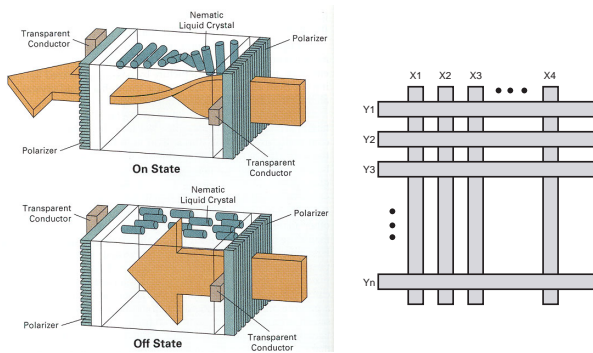 Nematic
Liquid Crystal
Transparent
Conductor
Polarizer
Polarizer
Transparent
Conductor
On State
Nematic
Liquid Crystal
Transparent
Conductor
Polarizer
Polarizer
Transparent
Conductor
Off State
X1 X2 X3 X4
Y1
Y2
Y3
Yn